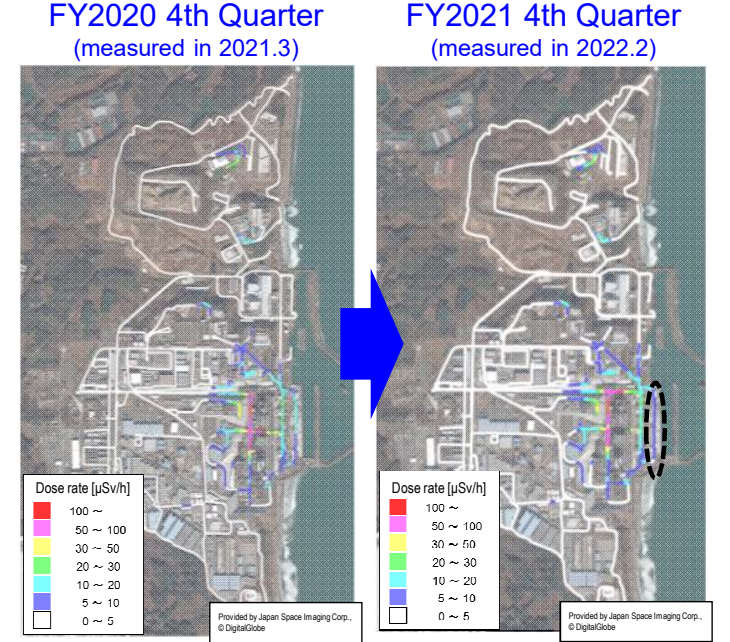 FY2020 4th Quarter
(measured in 2021.3)
FY2021 4th Quarter
(measured in 2022.2)
Dose rate [μSv/h]
100 ~
50 ~ 100
30 ~ 50
20 ~ 30
10 ~ 20
5 ~ 10
0 ~ 5
Provided by Japan Space Imaging Corp.,
© DigitalGlobe
Dose rate [μSv/h]
100 ~
50 ~ 100
30 ~ 50
20 ~ 30
10 ~ 20
5 ~ 10
0 ~ 5
Provided by Japan Space Imaging Corp.,
© DigitalGlobe